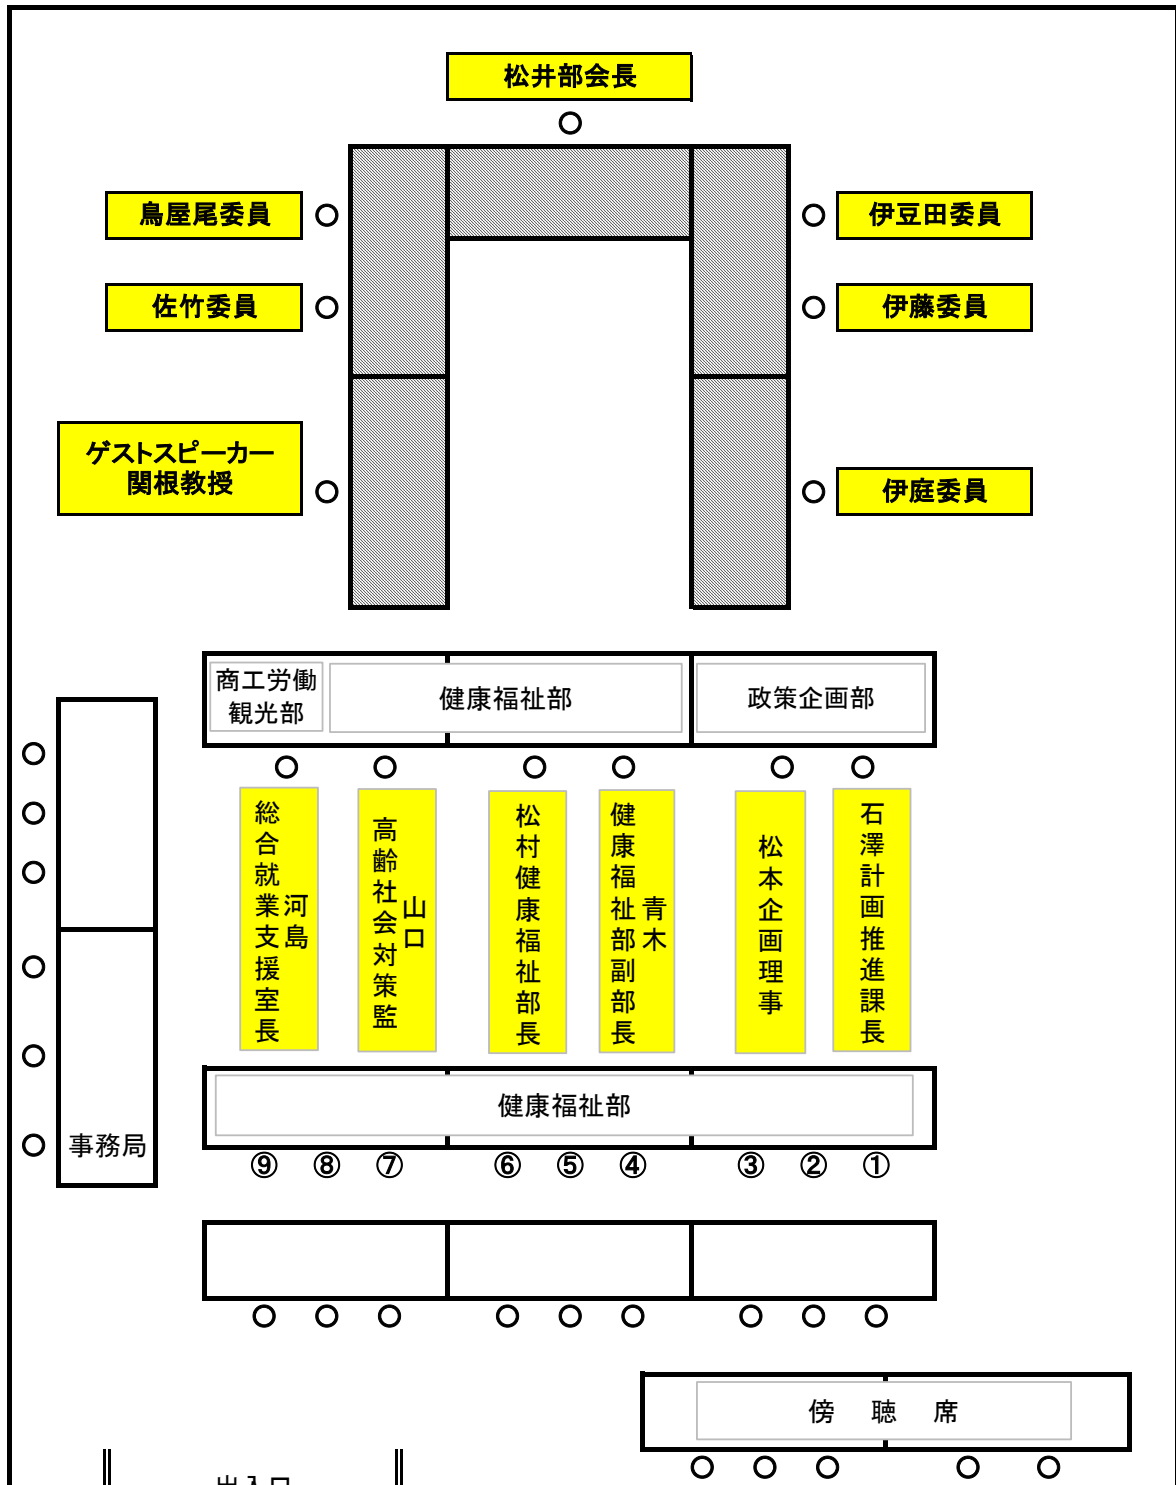 松井部会長
鳥屋尾委員
伊豆田委員
佐竹委員
伊藤委員
ゲストスピーカー
関根教授
伊庭委員
商工労働
観光部
健康福祉部
政策企画部
河島
総合就業支援室長
山口
高齢社会対策監
松村健康福祉部長
青木
健康福祉部副部長
松本企画理事
石澤計画推進課長
健康福祉部
事務局
⑨ ⑧ ⑦ ⑥ ⑤ ④ ③ ② ①
傍 聴 席
出入口